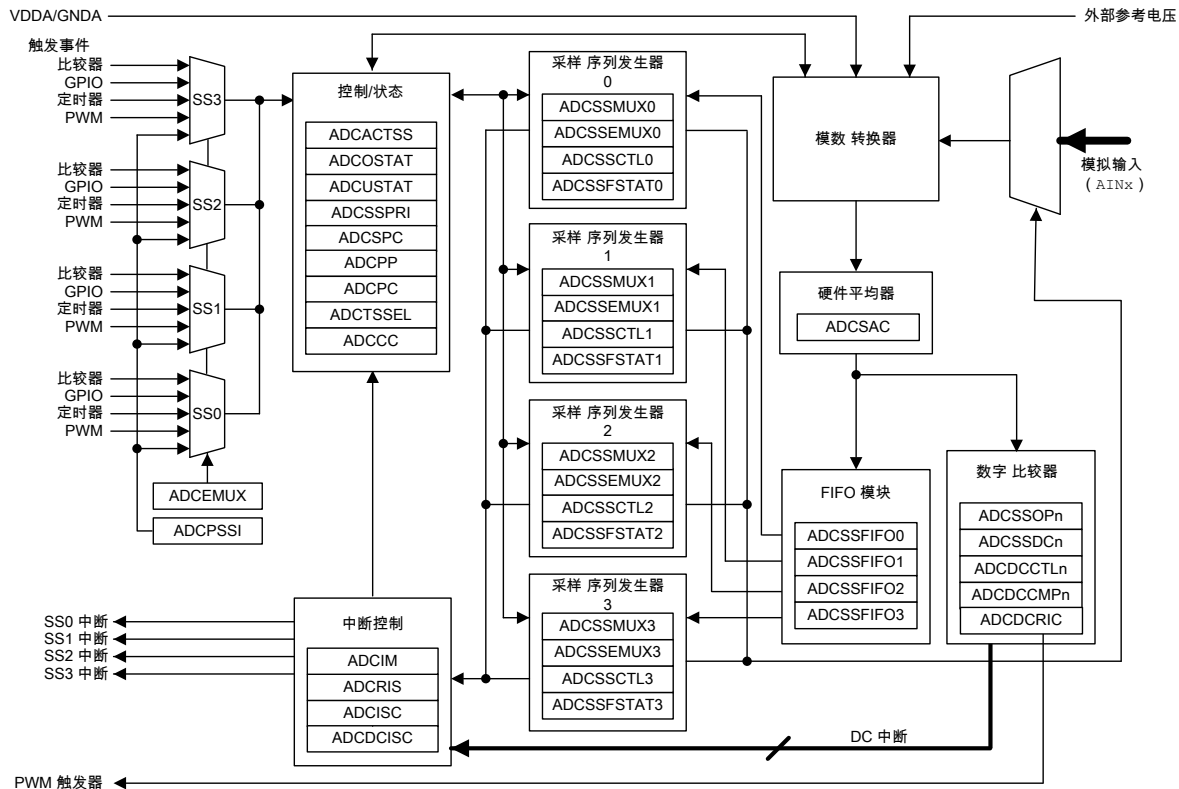 VDDA/GNDA
外部参考电压
触发事件
比较器
GPIO
定时器
PWM
SS3
比较器
GPIO
定时器
PWM
SS2
比较器
GPIO
定时器
PWM
SS1
比较器
GPIO
定时器
PWM
SS0
ADCEMUX
ADCPSSI
控制/状态
ADCACTSS
ADCOSTAT
ADCUSTAT
ADCSSPRI
ADCSPC
ADCPP
ADCPC
ADCTSSEL
ADCCC
采样 序列发生器
0
ADCSSMUX0
ADCSSEMUX0
ADCSSCTL0
ADCSSFSTAT0
采样 序列发生器
1
ADCSSMUX1
ADCSSEMUX1
ADCSSCTL1
ADCSSFSTAT1
采样 序列发生器
2
ADCSSMUX2
ADCSSEMUX2
ADCSSCTL2
ADCSSFSTAT2
采样 序列发生器
3
ADCSSMUX3
ADCSSEMUX3
ADCSSCTL3
ADCSSFSTAT3
模数 转换器
模拟输入
(AINx)
硬件平均器
ADCSAC
FIFO 模块
ADCSSFIFO0
ADCSSFIFO1
ADCSSFIFO2
ADCSSFIFO3
数字 比较器
ADCSSOPn
ADCSSDCn
ADCDCCTLn
ADCDCCMPn
ADCDCRIC
中断控制
ADCIM
ADCRIS
ADCISC
ADCDCISC
SS0 中断
SS1 中断
SS2 中断
SS3 中断
DC 中断
PWM 触发器